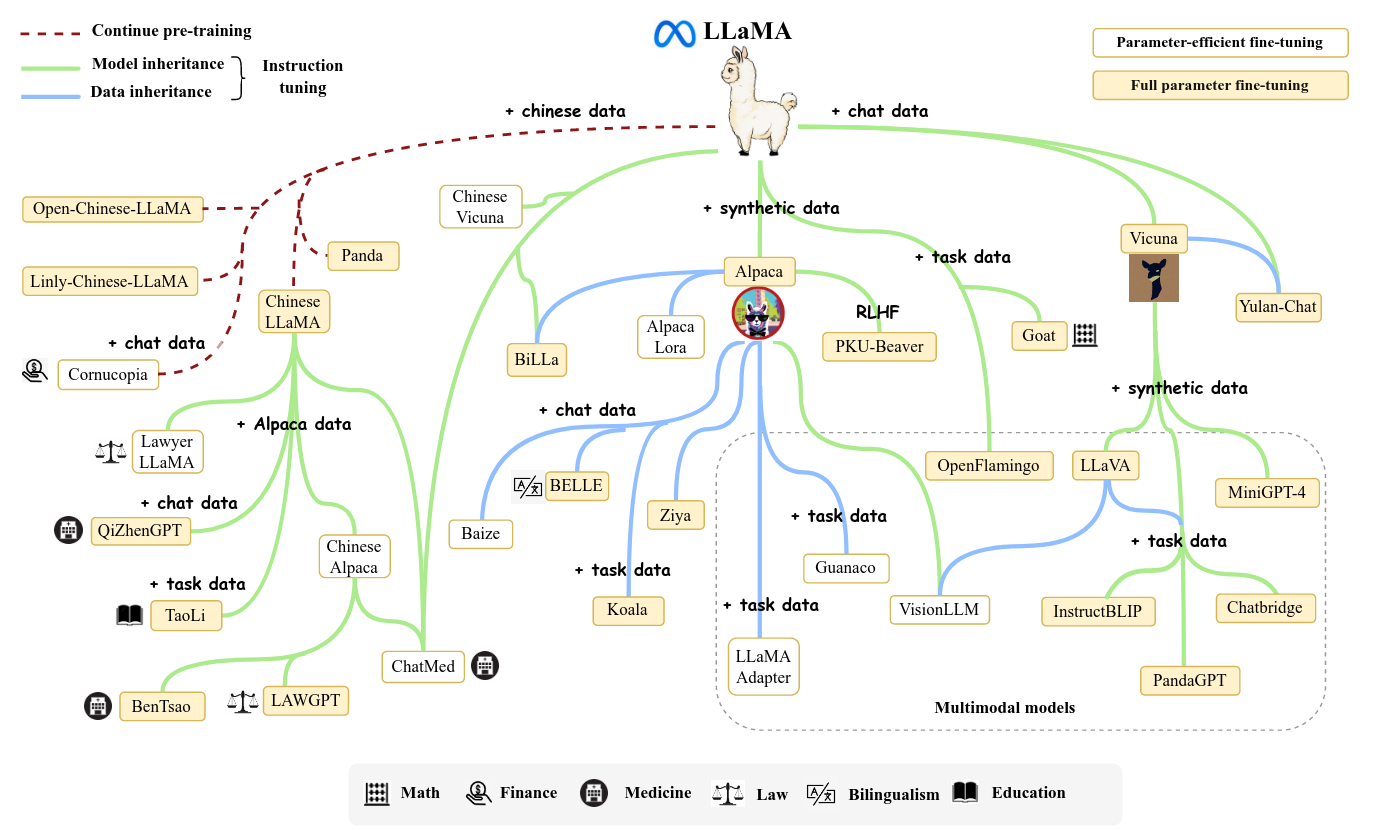 LLaMA
Continue pre-training
Model inheritance
Data inheritance
Instruction
tuning
Parameter-efficient fine-tuning
Full parameter fine-tuning
+ chinese data
+ chat data
Chinese
Vicuna
+ synthetic data
Open-Chinese-LLaMA
Panda
Linly-Chinese-LLaMA
Chinese
LLaMA
+ chat data
Cornucopia
Alpaca
+ task data
Vicuna
BiLLa
Alpaca
Lora
RLHF
PKU-Beaver
Goat
Yulan-Chat
+ synthetic data
+ chat data
+ Alpaca data
Lawyer
LLaMA
+ chat data
QiZhenGPT
Chinese
Alpaca
+ task data
TaoLi
ChatMed
BenTsao
LAWGPT
Baize
BELLE
Ziya
+ task data
Koala
OpenFlamingo
LLaVA
MiniGPT-4
+ task data
Guanaco
+ task data
+ task data
LLaMA
Adapter
VisionLLM
InstructBLIP
Chatbridge
PandaGPT
Multimodal models
Math
Finance
Medicine
Law
Bilingualism
Education